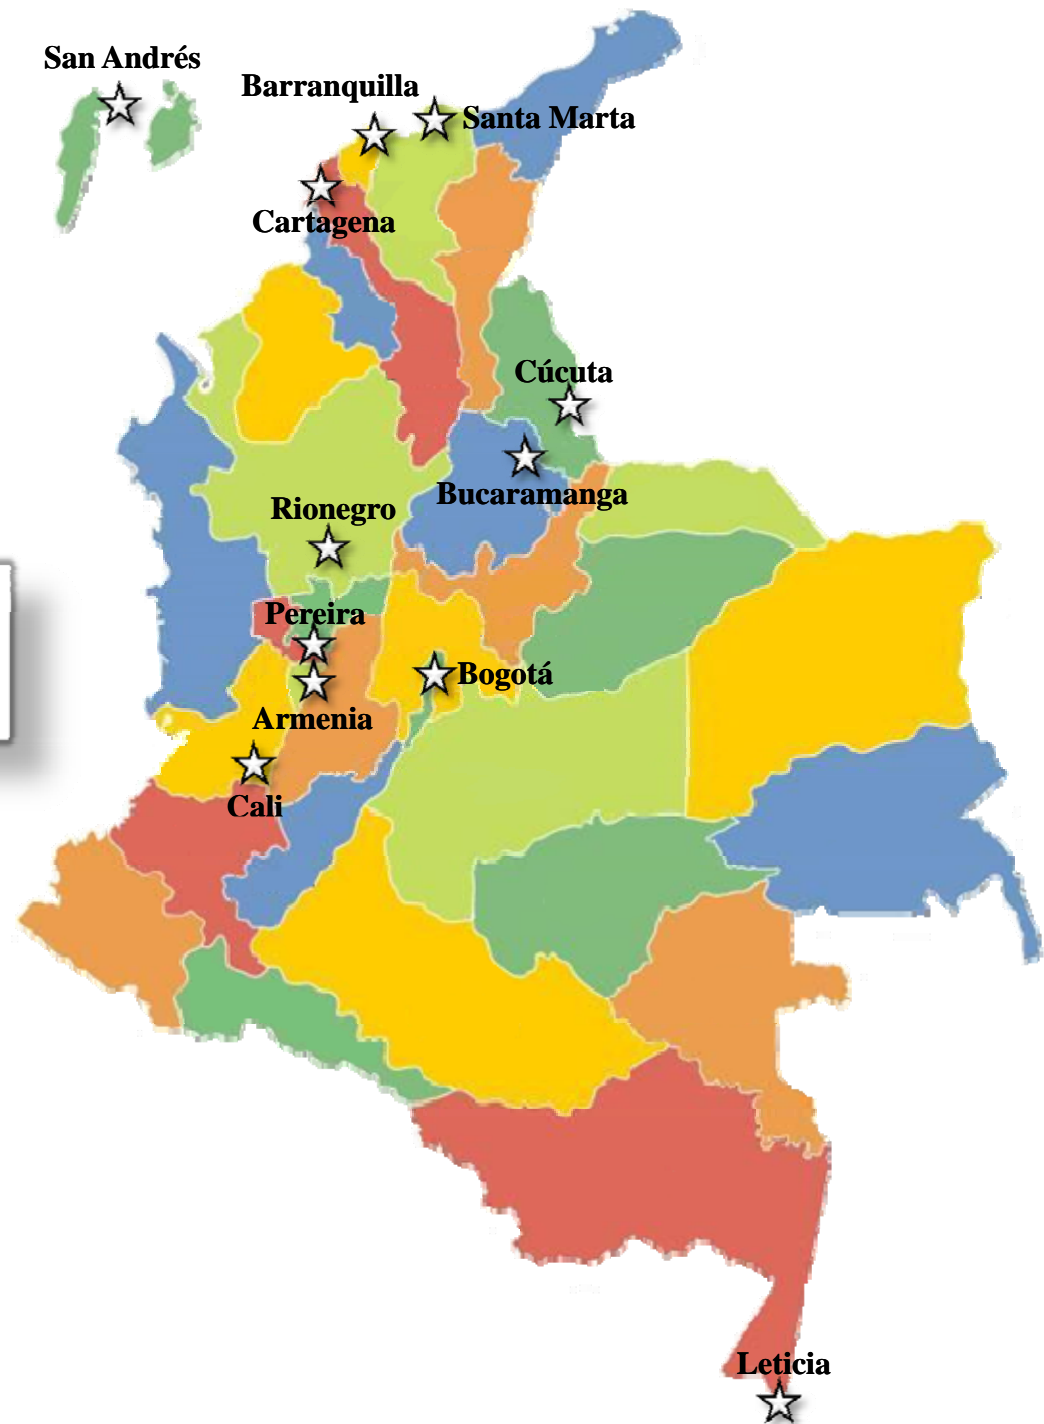 San Andrés
Barranquilla
Santa Marta
Cartagena
Cúcuta
Bucaramanga
Rionegro
Pereira
Bogotá
Armenia
Cali
Leticia